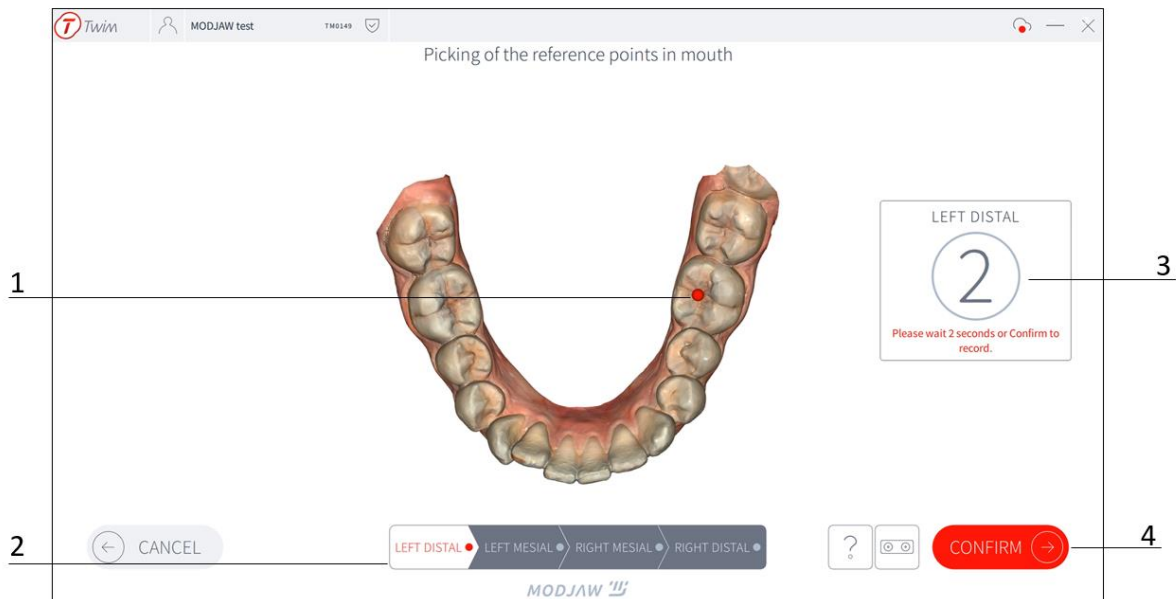 Twin MODJAW test TM0149
Picking of the reference points in mouth
LEFT DISTAL
2
Please wait 2 seconds or Confirm to
record.
1
3
2
CANCEL
LEFT DISTAL LEFT MESIAL RIGHT MESIAL RIGHT DISTAL
?
CONFIRM
4
MODJAW